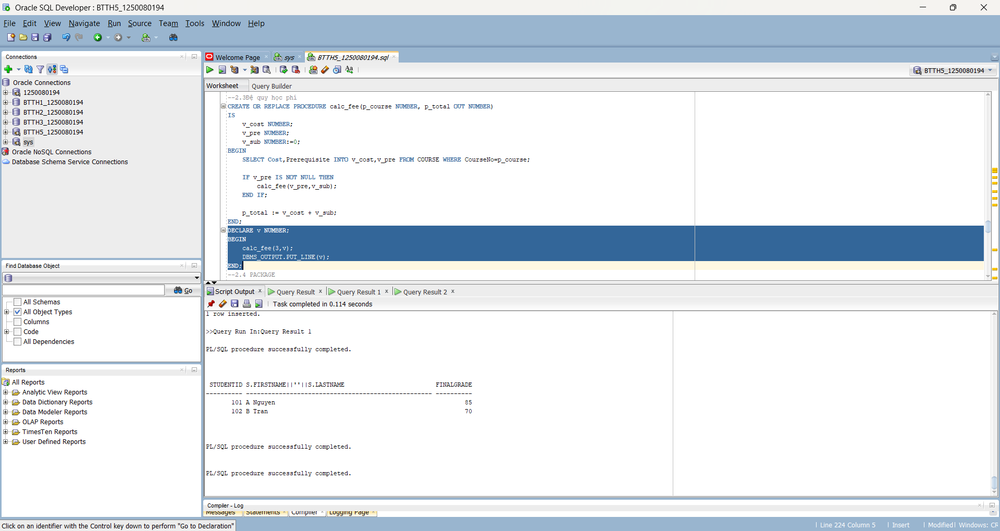 Oracle SQL Developer : BTTH5_1250080194
File Edit View Navigate Run Source Team Tools Window Help
Connections
Oracle Connections
1250080194
BTTH1_1250080194
BTTH2_1250080194
BTTH3_1250080194
BTTH5_1250080194
sys
Oracle NoSQL Connections
Database Schema Service Connections
Find Database Object
Go
All Schemas
All Object Types
Columns
Code
All Dependencies
Reports
All Reports
Analytic View Reports
Data Dictionary Reports
Data Modeler Reports
OLAP Reports
TimesTen Reports
User Defined Reports
Welcome Page sys BTTH5_1250080194.sql
BTTH5_1250080194
Worksheet Query Builder
--2.3Đệ quy học phí
CREATE OR REPLACE PROCEDURE calc_fee(p_course NUMBER, p_total OUT NUMBER)
IS
v_cost NUMBER;
v_pre NUMBER;
v_sub NUMBER:=0;
BEGIN
SELECT Cost,Prerequisite INTO v_cost,v_pre FROM COURSE WHERE CourseNo=p_course;
IF v_pre IS NOT NULL THEN
calc_fee(v_pre,v_sub);
END IF;
p_total := v_cost + v_sub;
END;
DECLARE v NUMBER;
BEGIN
calc_fee(3,v);
DBMS_OUTPUT.PUT_LINE(v);
END;
--2.4 PACKAGE
Script Output Query Result Query Result 1 Query Result 2
Task completed in 0.114 seconds
1 row inserted.
>>Query Run In:Query Result 1
PL/SQL procedure successfully completed.
STUDENTID S.FIRSTNAME||''||S.LASTNAME FINALGRADE
---------- --------------------------------------------------- ----------
101 A Nguyen 85
102 B Tran 70
PL/SQL procedure successfully completed.
PL/SQL procedure successfully completed.
Compiler - Log
Messages Statements Compiler Logging Page
Click on an identifier with the Control key down to perform "Go to Declaration"
Line 224 Column 5 Insert Modified Windows: CR